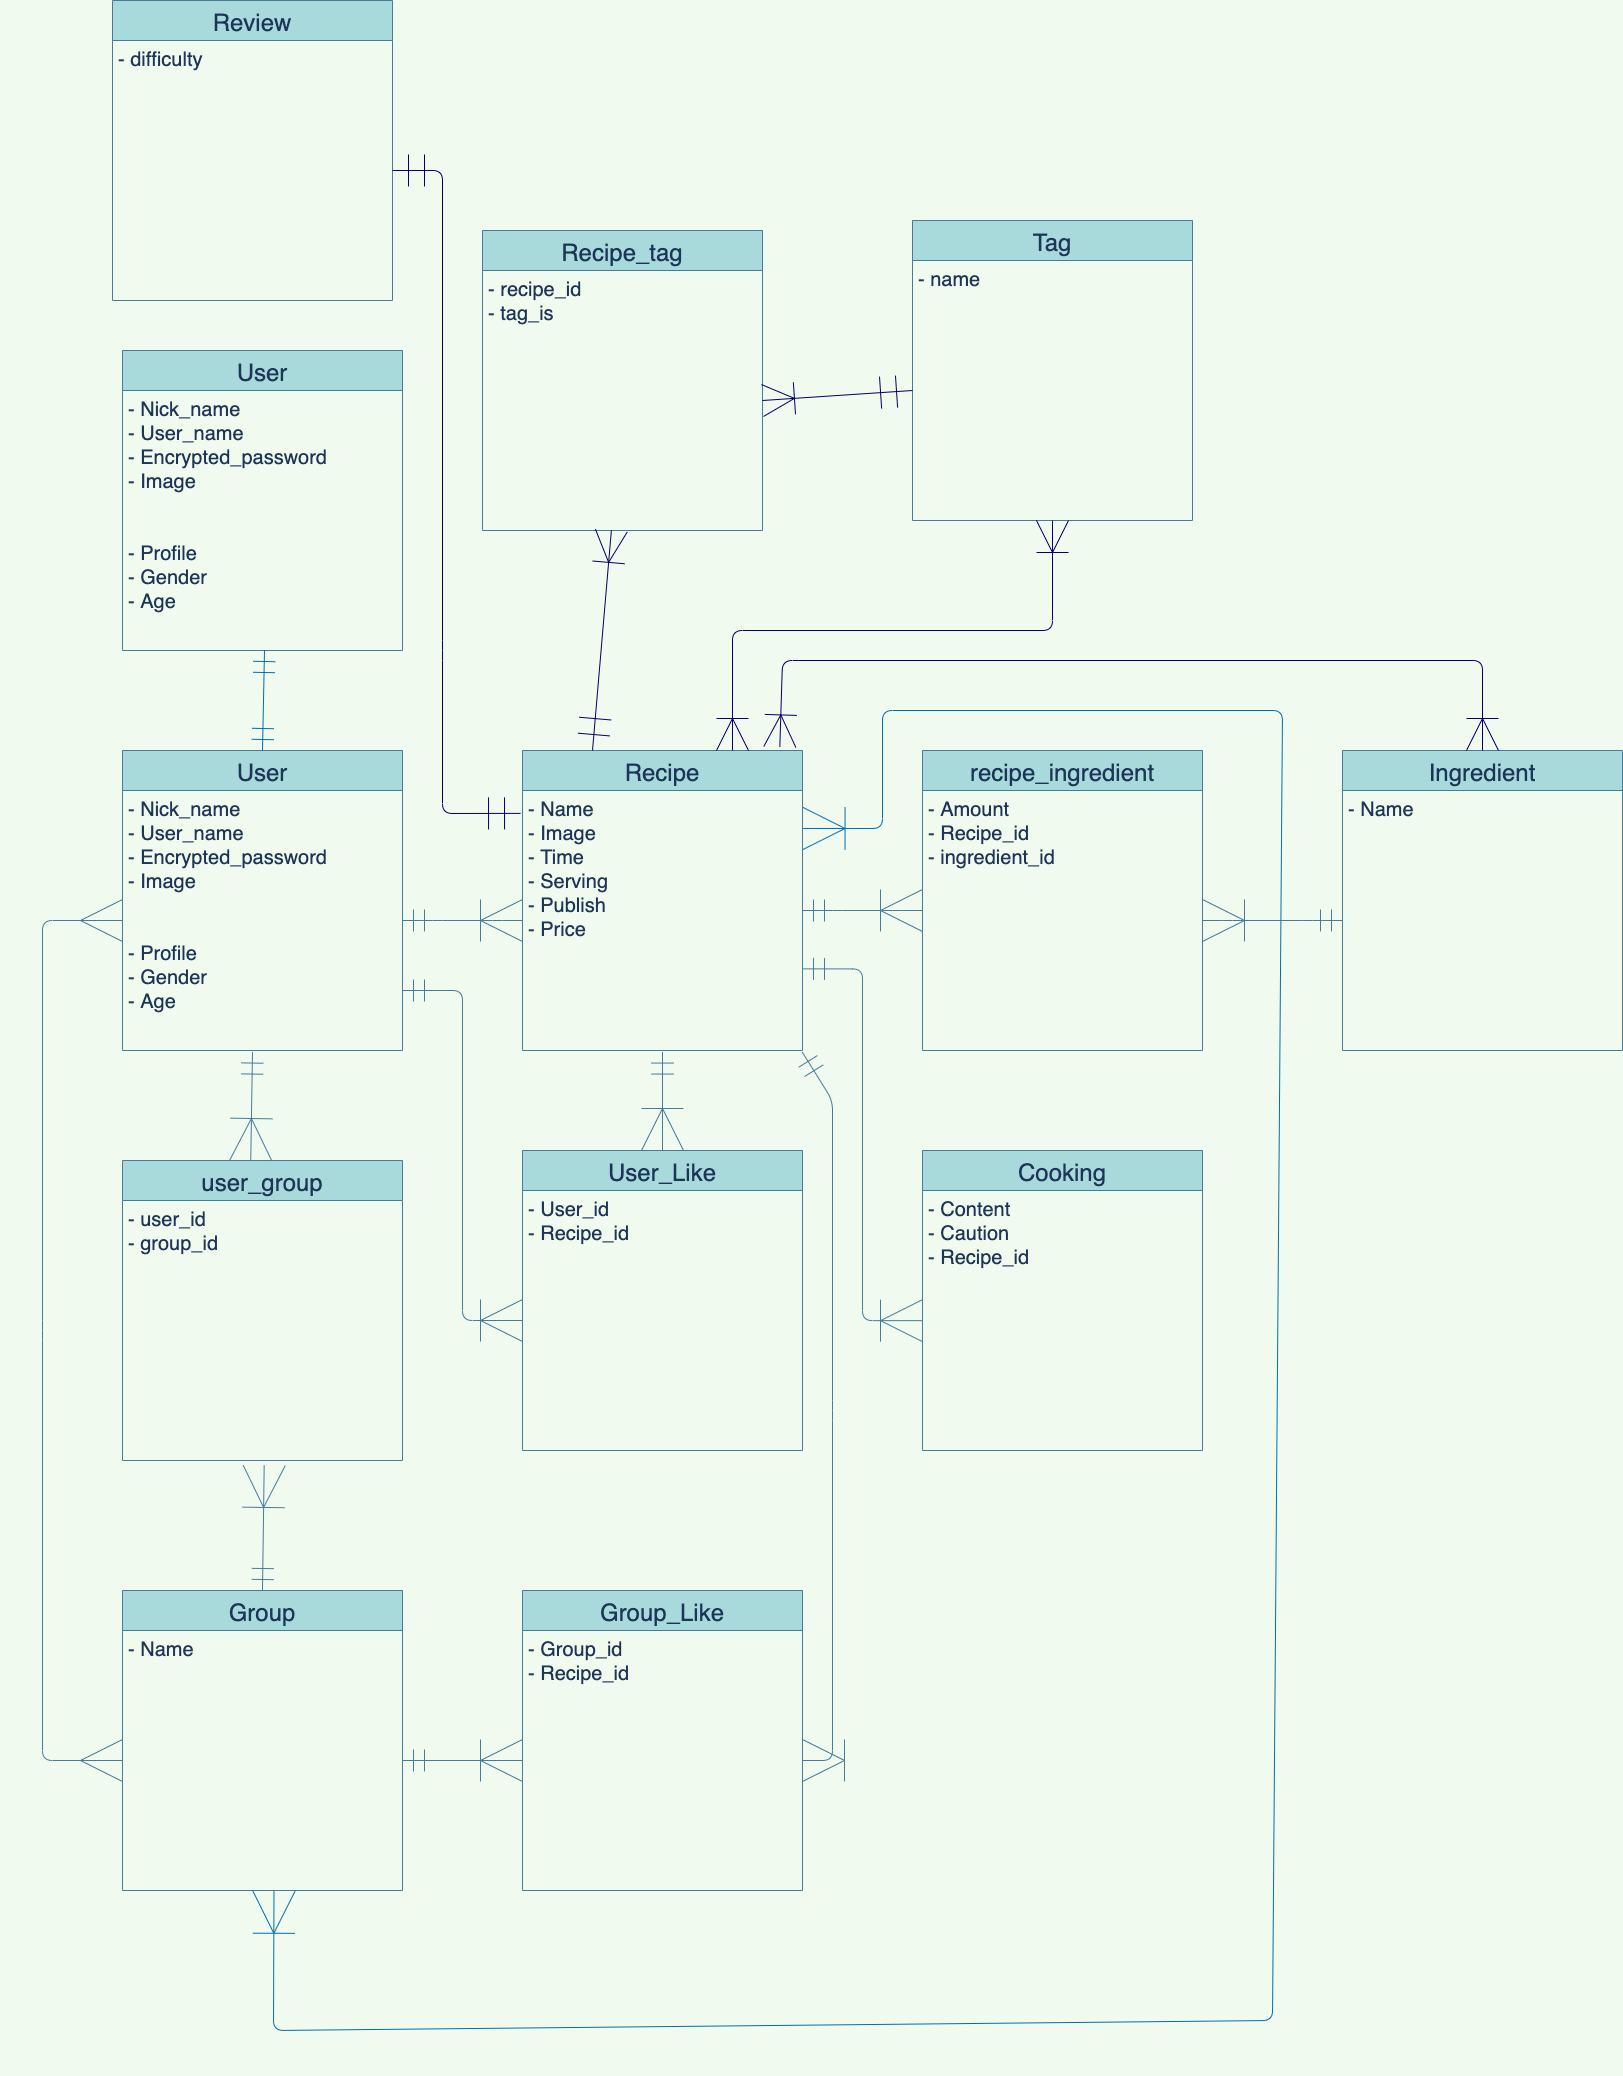 Review
- difficulty
Recipe_tag
- recipe_id
- tag_is
Tag
- name
User
- Nick_name
- User_name
- Encrypted_password
- Image
- Profile
- Gender
- Age
User
- Nick_name
- User_name
- Encrypted_password
- Image
- Profile
- Gender
- Age
Recipe
- Name
- Image
- Time
- Serving
- Publish
- Price
recipe_ingredient
- Amount
- Recipe_id
- ingredient_id
Ingredient
- Name
user_group
- user_id
- group_id
User_Like
- User_id
- Recipe_id
Cooking
- Content
- Caution
- Recipe_id
Group
- Name
Group_Like
- Group_id
- Recipe_id